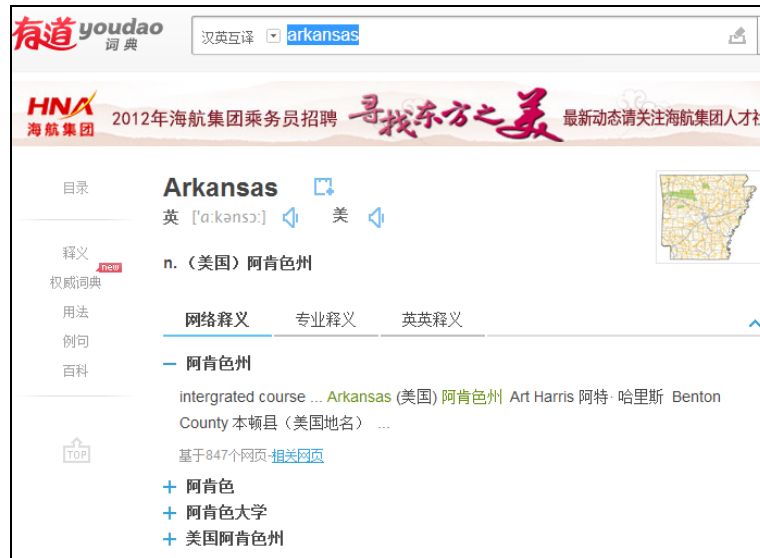 有道 youdao 词典
汉英互译 arkansas
HNA 海航集团 2012年海航集团乘务员招聘 寻找东方之美 最新动态请关注海航集团人才社
目录
释义
权威词典 new
用法
例句
百科
TOP
Arkansas
英 ['ɑ:kənsɔ:] 美
n.（美国）阿肯色州
网络释义 专业释义 英英释义
阿肯色州
intergrated course ... Arkansas (美国) 阿肯色州 Art Harris 阿特·哈里斯 Benton
County 本顿县（美国地名） ...
基于847个网页-相关网页
阿肯色
阿肯色大学
美国阿肯色州